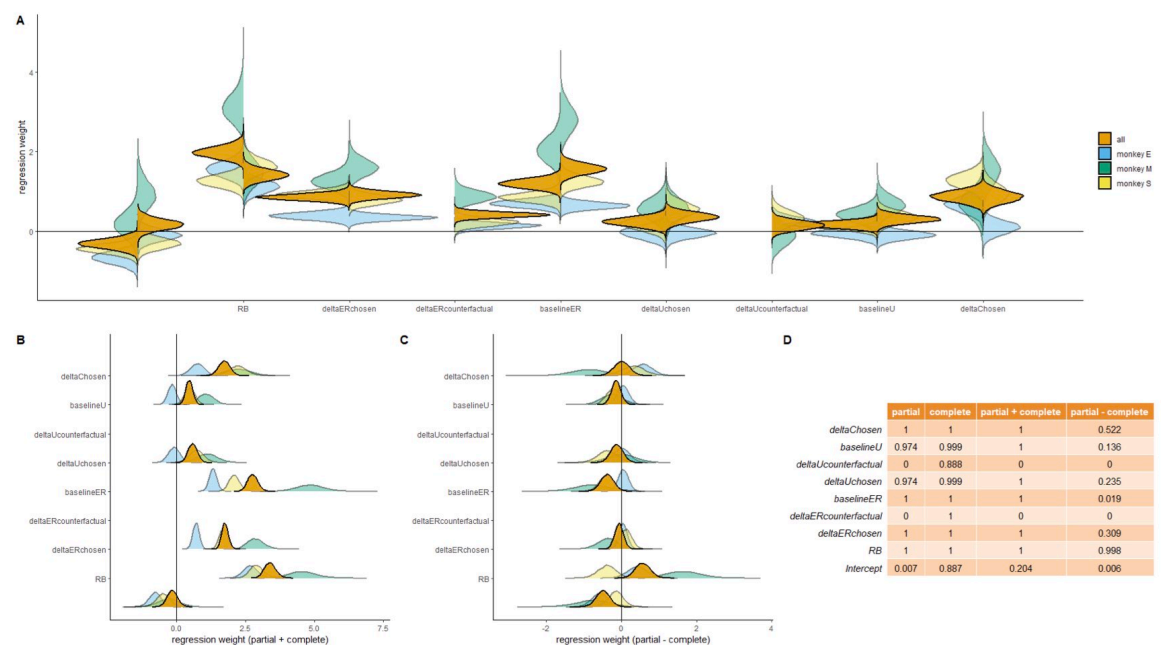 A
regression weight
4
2
0
RB
deltaERchosen
deltaERcounterfactual
baselineER
deltaUchosen
deltaUcounterfactual
baselineU
deltaChosen
all
monkey E
monkey M
monkey S
B
deltaChosen
baselineU
deltaUcounterfactual
deltaUchosen
baselineER
deltaERcounterfactual
deltaERchosen
RB
0.0
2.5
5.0
7.5
regression weight (partial + complete)
C
deltaChosen
baselineU
deltaUcounterfactual
deltaUchosen
baselineER
deltaERcounterfactual
deltaERchosen
RB
-2
0
2
4
regression weight (partial - complete)
D
partial complete partial + complete partial - complete
deltaChosen 1 1 1 0.522
baselineU 0.974 0.999 1 0.136
deltaUcounterfactual 0 0.888 0 0
deltaUchosen 0.974 0.999 1 0.235
baselineER 1 1 1 0.019
deltaERcounterfactual 0 1 0 0
deltaERchosen 1 1 1 0.309
RB 1 1 1 0.998
Intercept 0.007 0.887 0.204 0.006